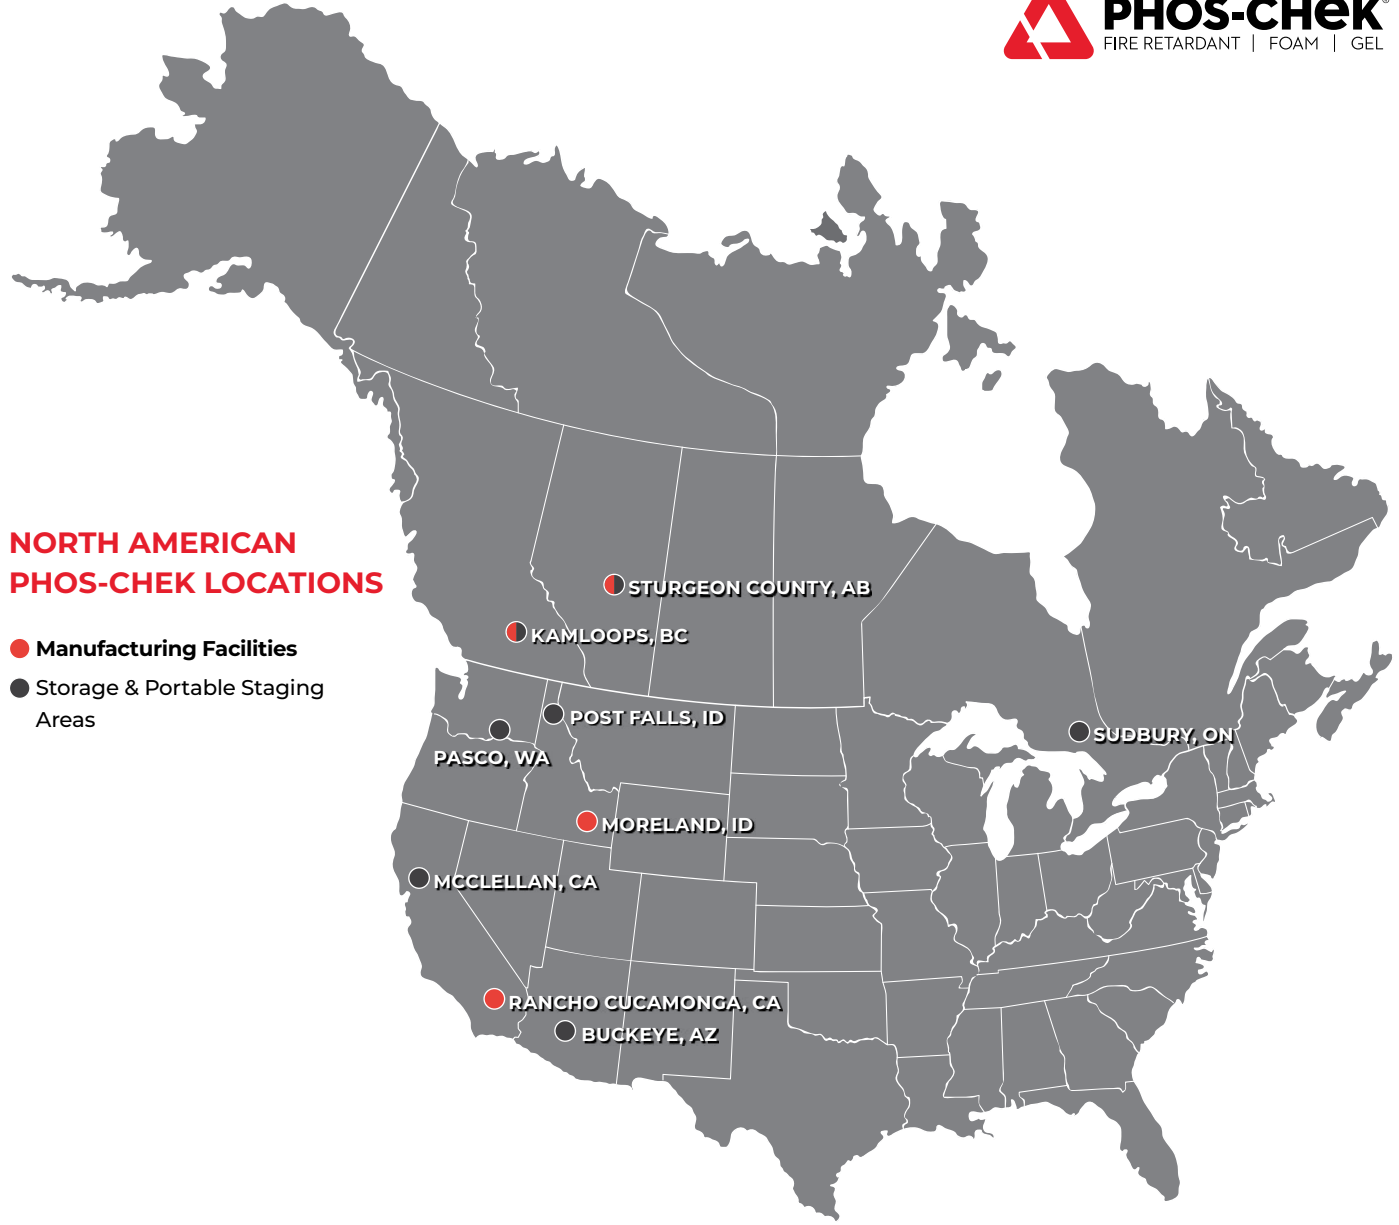 PHOS-CHeK®
FIRE RETARDANT | FOAM | GEL
NORTH AMERICAN
PHOS-CHEK LOCATIONS
Manufacturing Facilities
Storage & Portable Staging
Areas
STURGEON COUNTY, AB
KAMLOOPS, BC
POST FALLS, ID
PASCO, WA
SUDBURY, ON
MORELAND, ID
MCCLELLAN, CA
RANCHO CUCAMONGA, CA
BUCKEYE, AZ